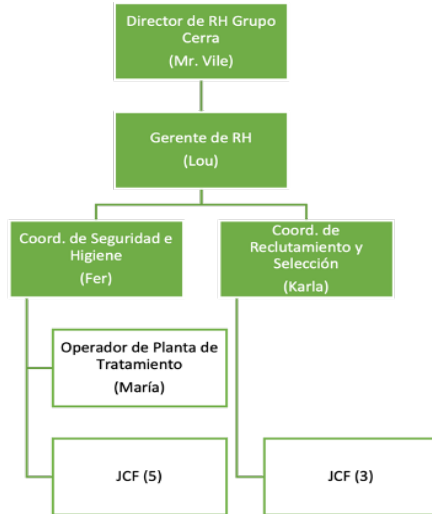 Director de RH Grupo
Cerra
(Mr. Vile)
Gerente de RH
(Lou)
Coord. de Seguridad e
Higiene
(Fer)
Coord. de
Reclutamiento y
Selección
(Karla)
Operador de Planta de
Tratamiento
(María)
JCF (5)
JCF (3)